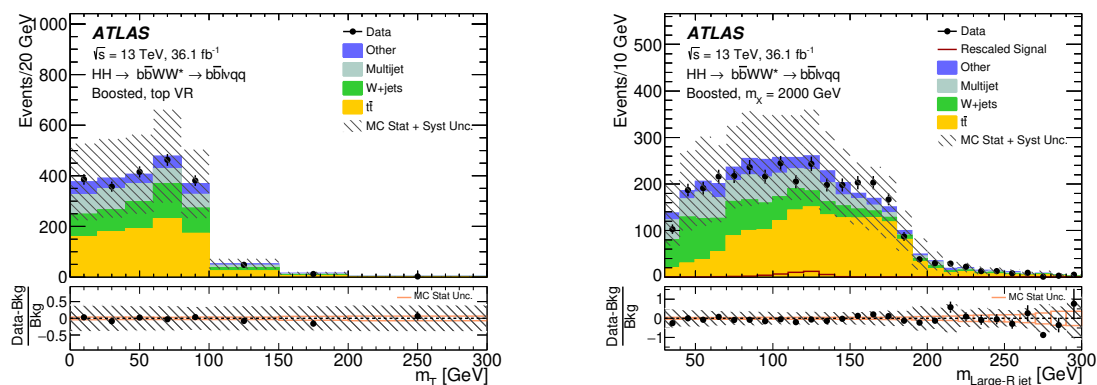 Events/20 GeV
1000
800
600
400
200
0
ATLAS
√s = 13 TeV, 36.1 fb⁻¹
HH → bb̄WW* → bb̄lνqq
Boosted, top VR
Data
Other
Multijet
W+jets
tt̄
MC Stat + Syst Unc.
Data-Bkg
Bkg
0.5
0.0
−0.5
MC Stat Unc.
0 50 100 150 200 250 300
m_T [GeV]
Events/10 GeV
500
400
300
200
100
0
ATLAS
√s = 13 TeV, 36.1 fb⁻¹
HH → bb̄WW* → bb̄lνqq
Boosted, m_X = 2000 GeV
Data
Rescaled Signal
Other
Multijet
W+jets
tt̄
MC Stat + Syst Unc.
Data-Bkg
Bkg
1
0
−1
MC Stat Unc.
50 100 150 200 250 300
m_Large-R jet [GeV]